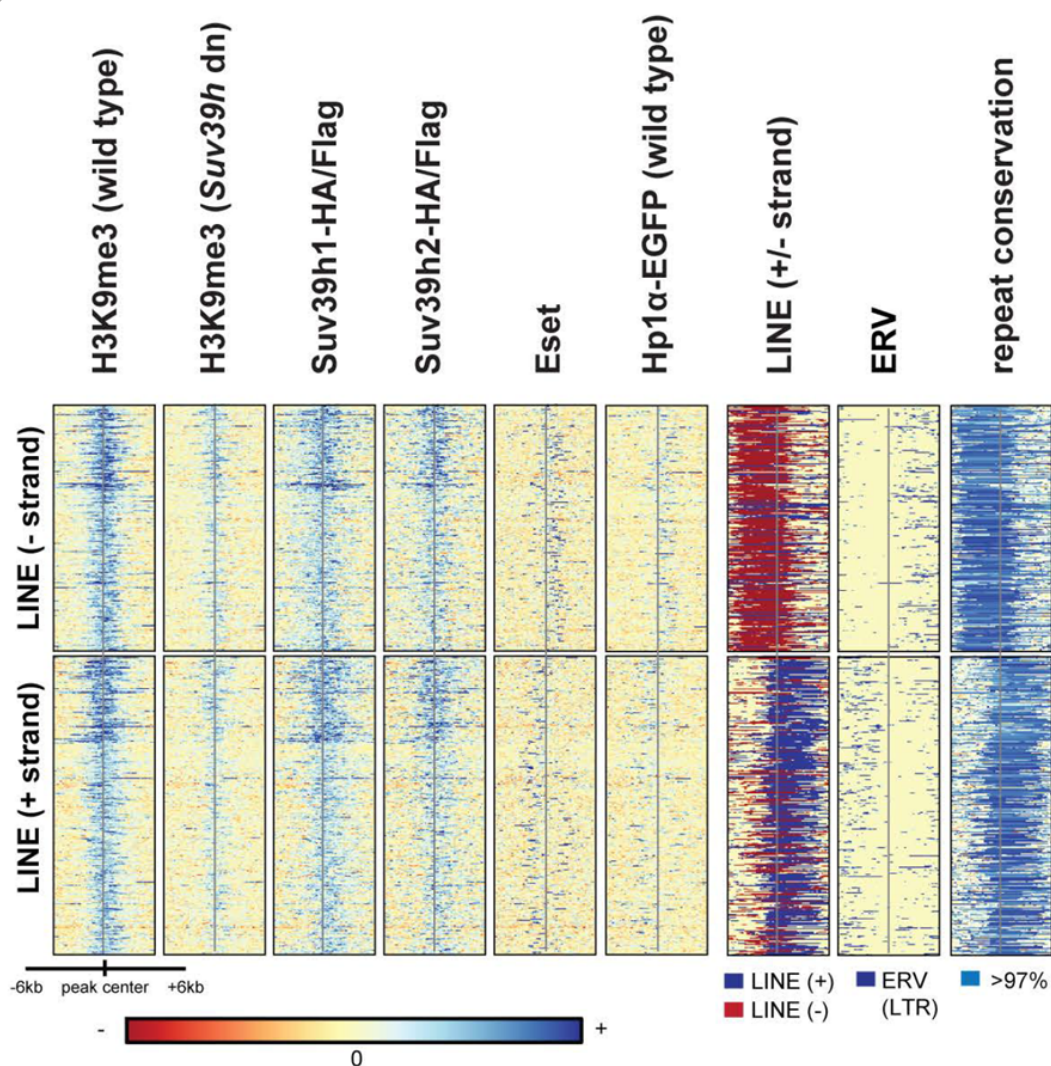 H3K9me3 (wild type)
H3K9me3 (Suv39h dn)
Suv39h1-HA/Flag
Suv39h2-HA/Flag
Eset
Hp1α-EGFP (wild type)
LINE (+/- strand)
ERV
repeat conservation
LINE (- strand)
LINE (+ strand)
-6kb peak center +6kb
LINE (+)
LINE (-)
ERV
(LTR)
>97%
- +
0